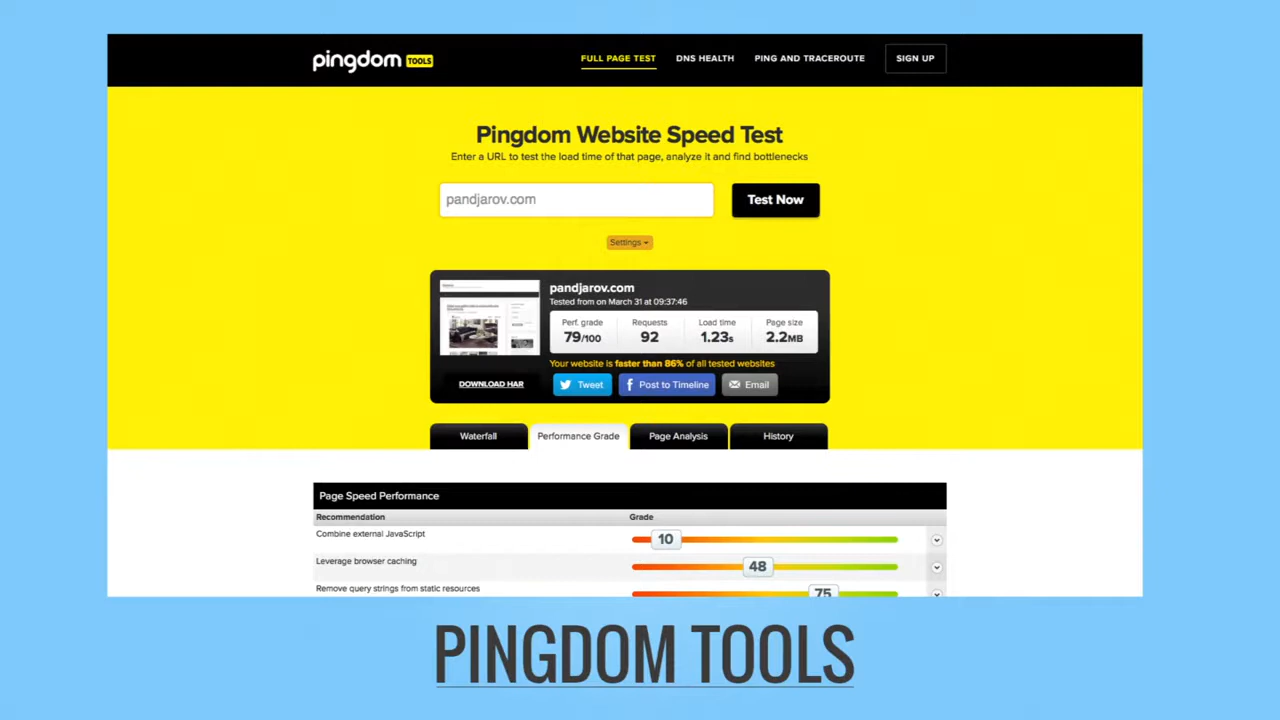 pingdom TOOLS
FULL PAGE TEST DNS HEALTH PING AND TRACEROUTE SIGN UP
Pingdom Website Speed Test
Enter a URL to test the load time of that page, analyze it and find bottlenecks
pandjarov.com Test Now
Settings
pandjarov.com
Tested from on March 31 at 09:37:46
Perf. grade Requests Load time Page size
79/100 92 1.23s 2.2MB
Your website is faster than 86% of all tested websites
DOWNLOAD HAR Tweet Post to Timeline Email
Waterfall Performance Grade Page Analysis History
Page Speed Performance
Recommendation Grade
Combine external JavaScript 10
Leverage browser caching 48
Remove query strings from static resources 75
PINGDOM TOOLS